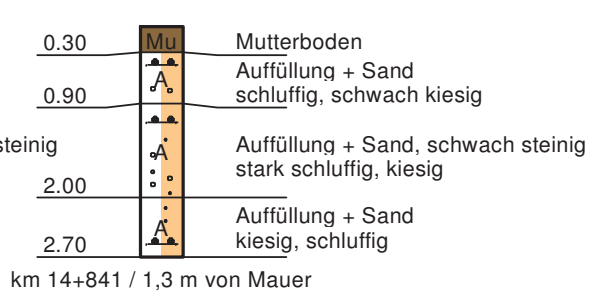 0.30 Mu Mutterboden
A Auffüllung + Sand
0.90 schluffig, schwach kiesig
steinig A Auffüllung + Sand, schwach steinig
stark schluffig, kiesig
2.00
A Auffüllung + Sand
2.70 kiesig, schluffig
km 14+841 / 1,3 m von Mauer